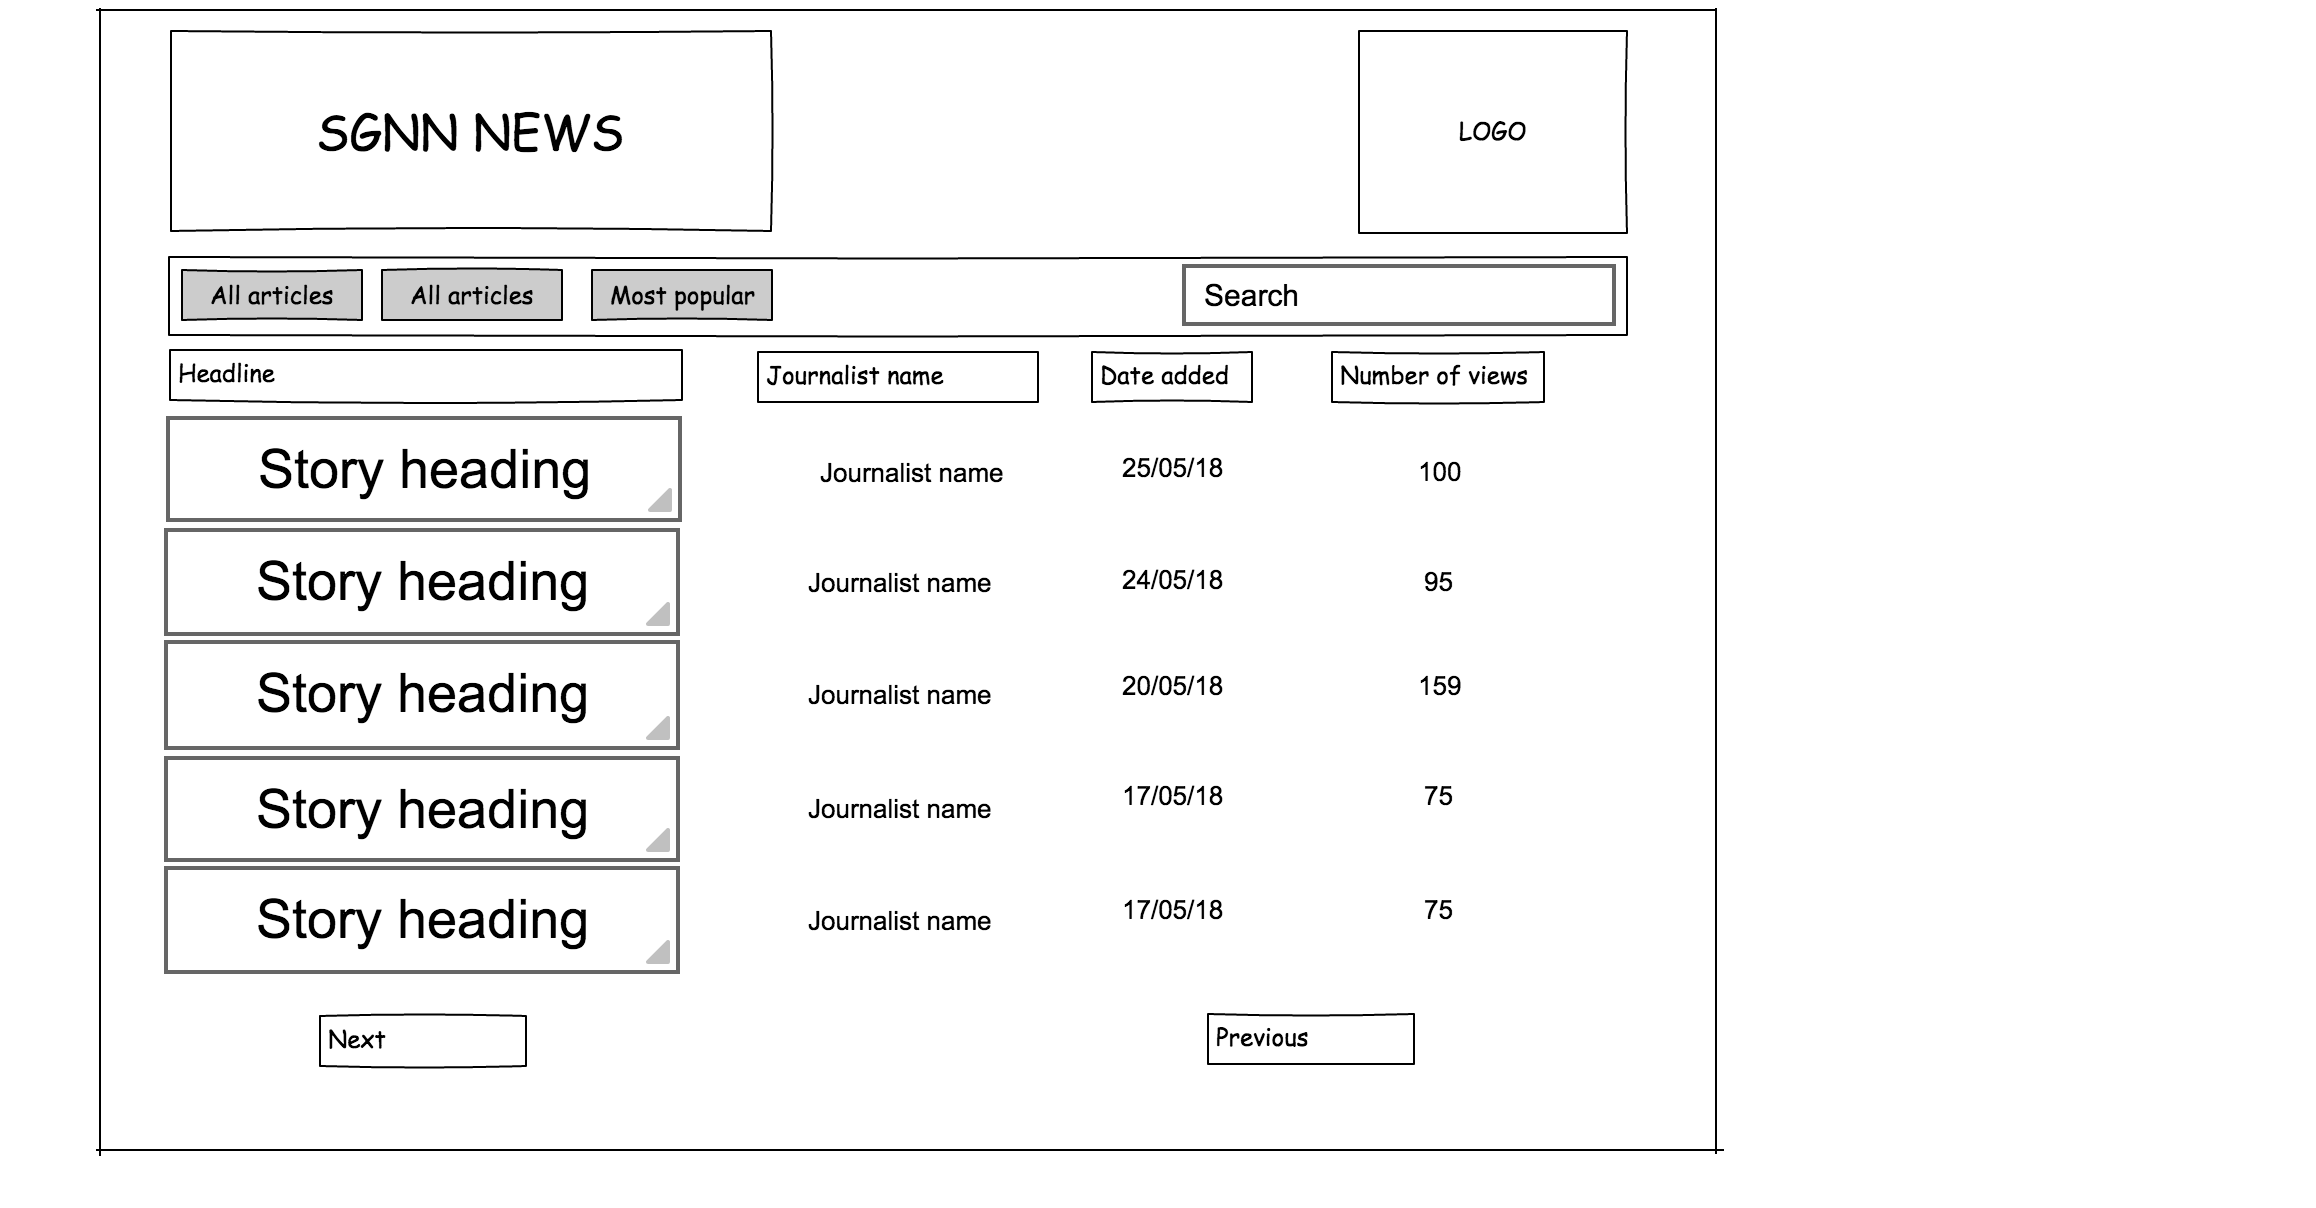 SGNN NEWS
LOGO
All articles
All articles
Most popular
Search
Headline
Journalist name
Date added
Number of views
Story heading
Journalist name
25/05/18
100
Story heading
Journalist name
24/05/18
95
Story heading
Journalist name
20/05/18
159
Story heading
Journalist name
17/05/18
75
Story heading
Journalist name
17/05/18
75
Next
Previous